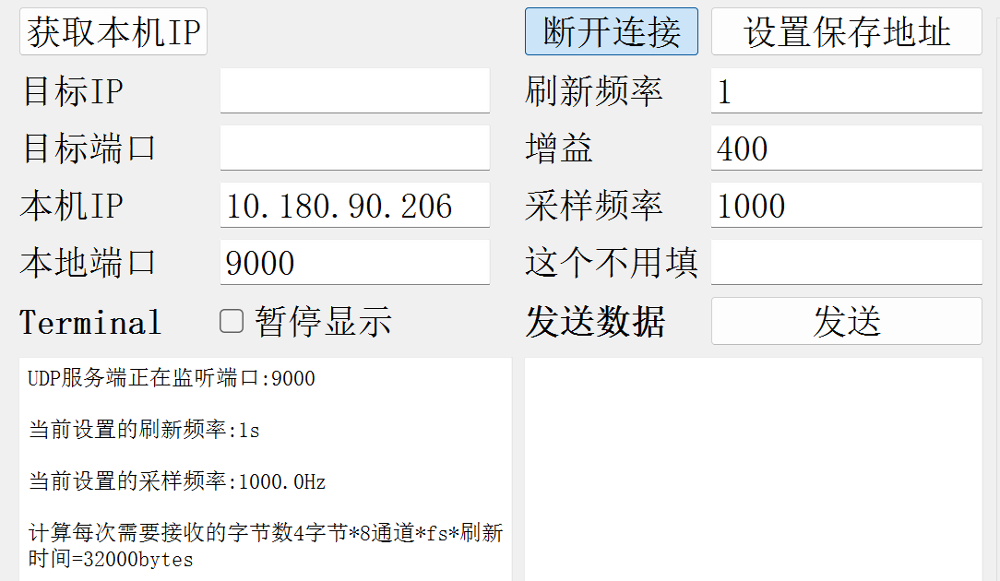 获取本机IP
断开连接
设置保存地址
目标IP
刷新频率
1
目标端口
增益
400
本机IP
10.180.90.206
采样频率
1000
本地端口
9000
这个不用填
Terminal
暂停显示
发送数据
发送
UDP服务端正在监听端口:9000
当前设置的刷新频率:1s
当前设置的采样频率:1000.0Hz
计算每次需要接收的字节数4字节*8通道*fs*刷新
时间=32000bytes